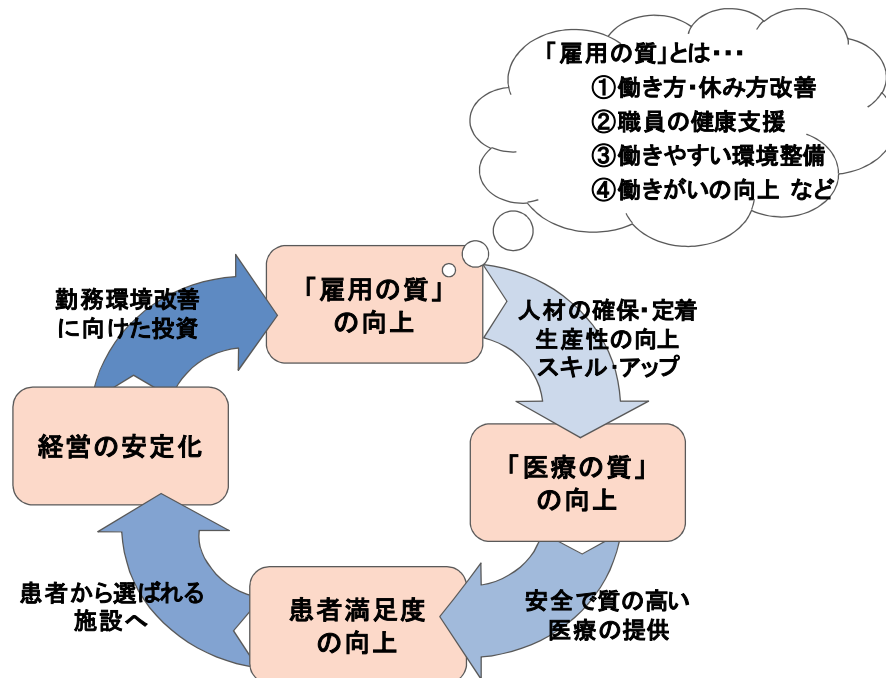 「雇用の質」とは･･･
①働き方･休み方改善
②職員の健康支援
③働きやすい環境整備
④働きがいの向上 など
「雇用の質」
の向上
人材の確保･定着
生産性の向上
スキル･アップ
「医療の質」
の向上
安全で質の高い
医療の提供
患者満足度
の向上
患者から選ばれる
施設へ
経営の安定化
勤務環境改善
に向けた投資